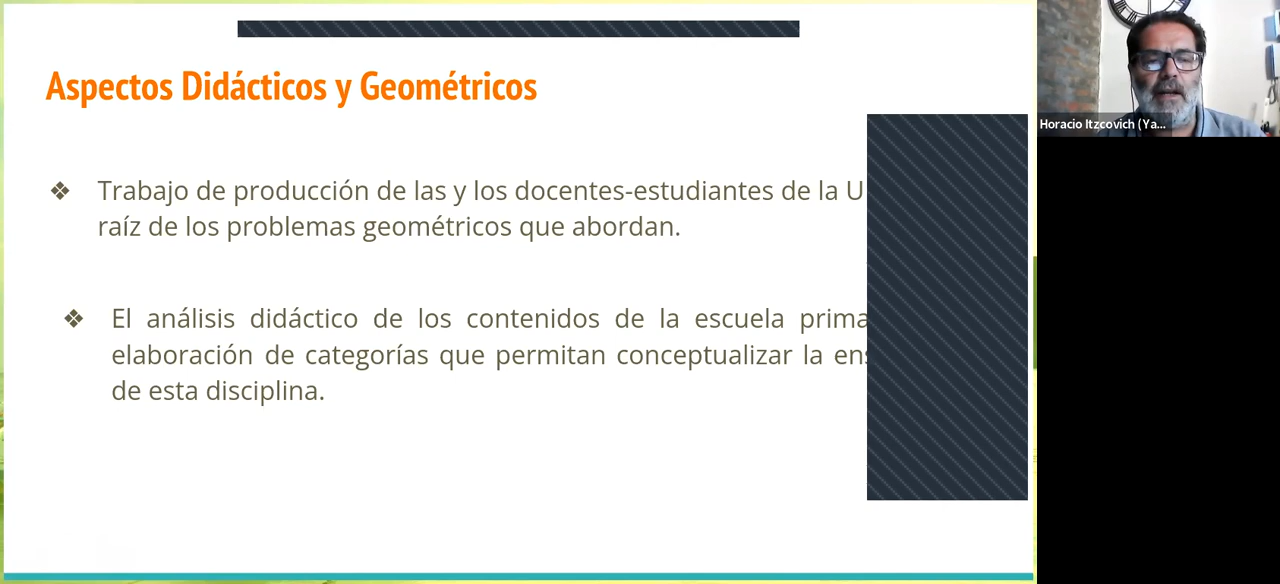 Aspectos Didácticos y Geométricos
❖ Trabajo de producción de las y los docentes-estudiantes de la U
raíz de los problemas geométricos que abordan.
❖ El análisis didáctico de los contenidos de la escuela prima
elaboración de categorías que permitan conceptualizar la ens
de esta disciplina.
Horacio Itzcovich (Ya...